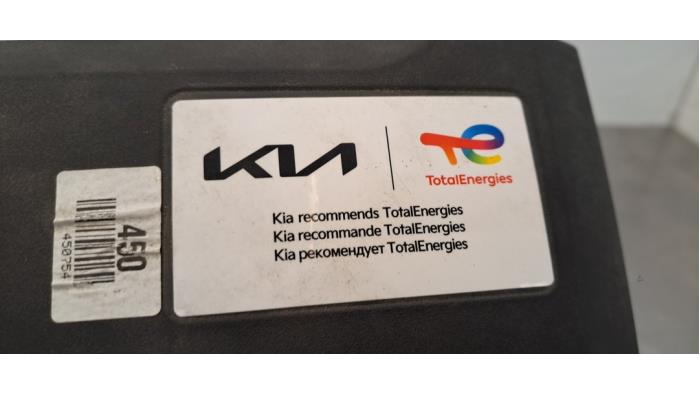 KIA
TotalEnergies
Kia recommends TotalEnergies
Kia recommande TotalEnergies
Kia рекомендует TotalEnergies
450
450754